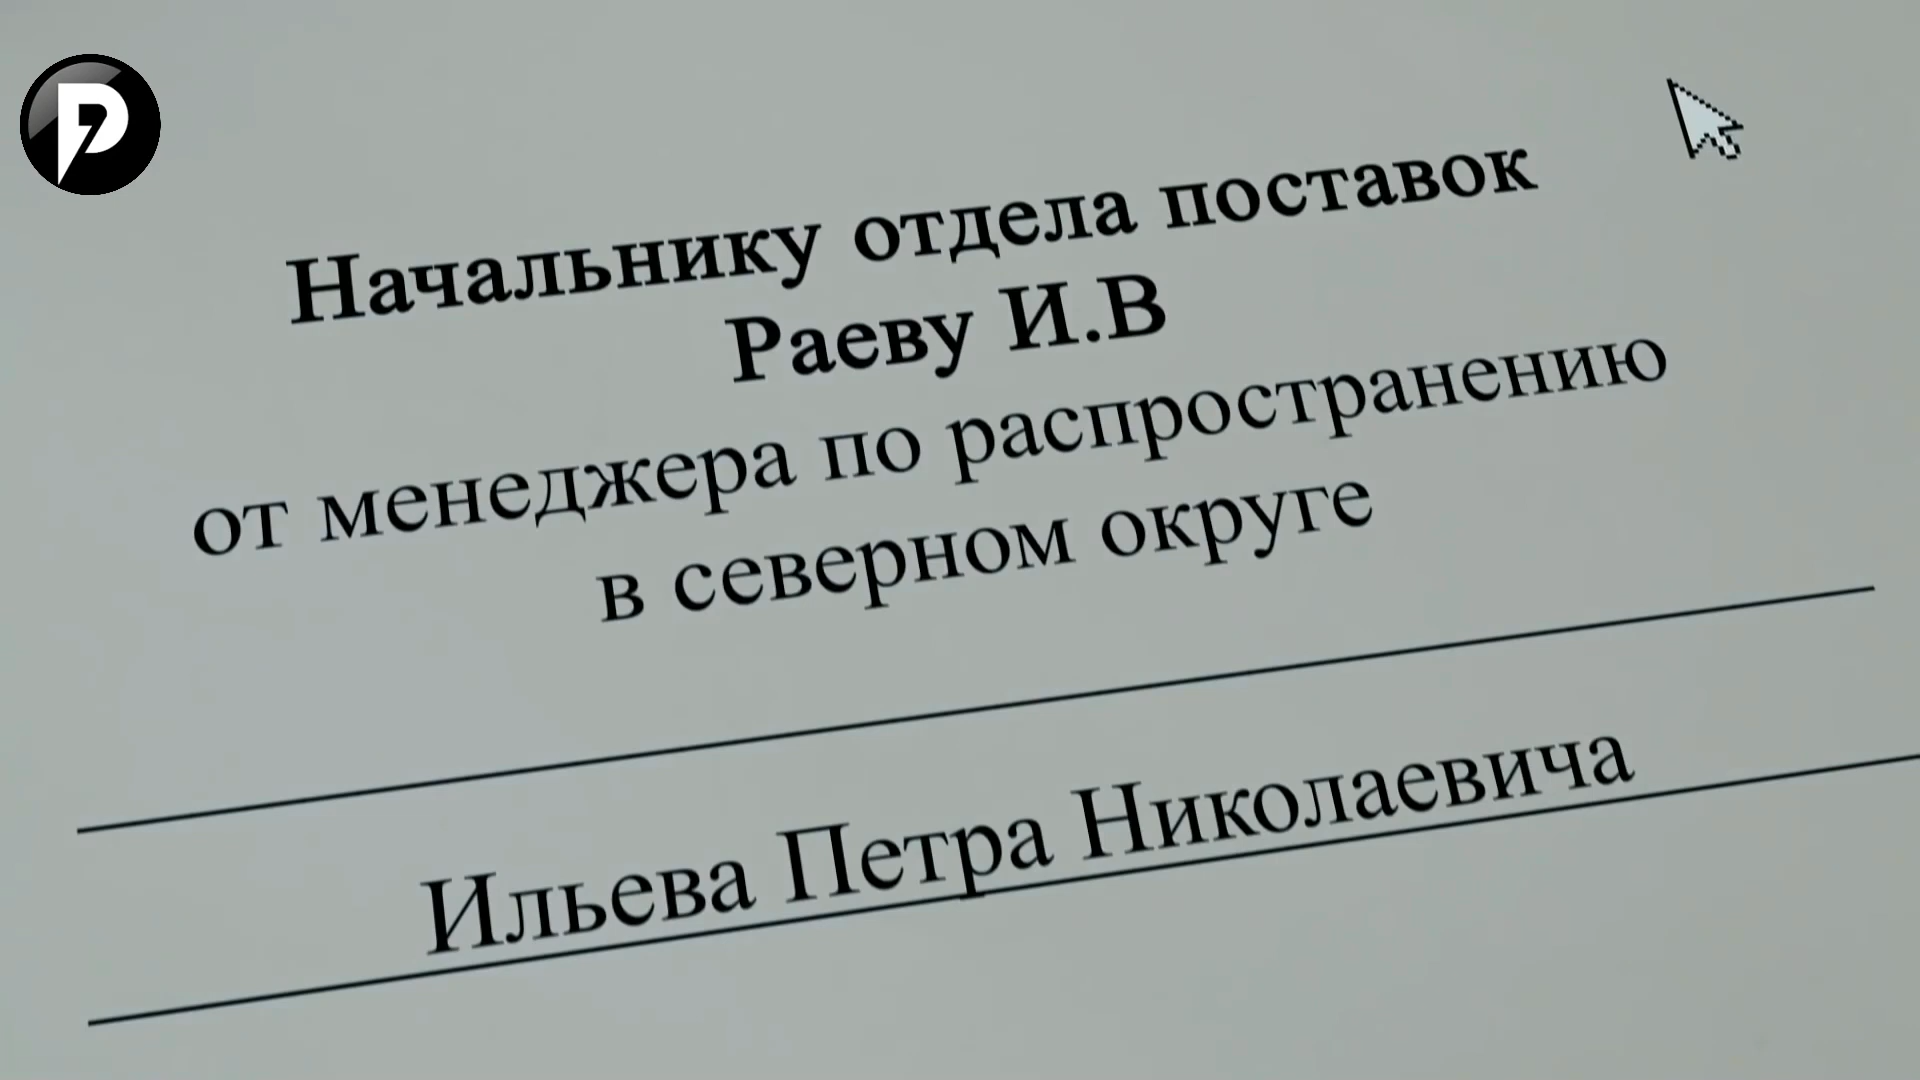 Начальнику отдела поставок
Раеву И.В
от менеджера по распространению
в северном округе
Ильева Петра Николаевича